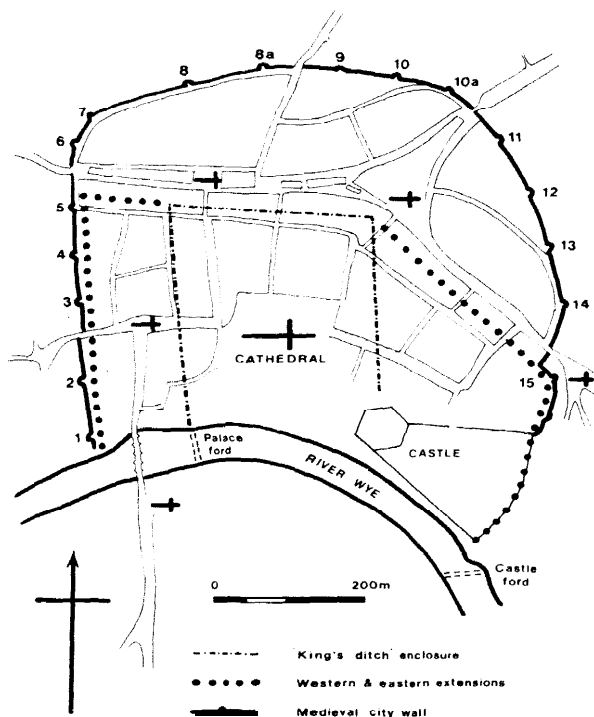 8a
9
10
8
10a
7
6
11
12
5
13
4
3
14
CATHEDRAL
2
15
1
Palace
ford
CASTLE
RIVER WYE
Castle
ford
0 200m
'King's ditch' enclosure
Western & eastern extensions
Medieval city wall